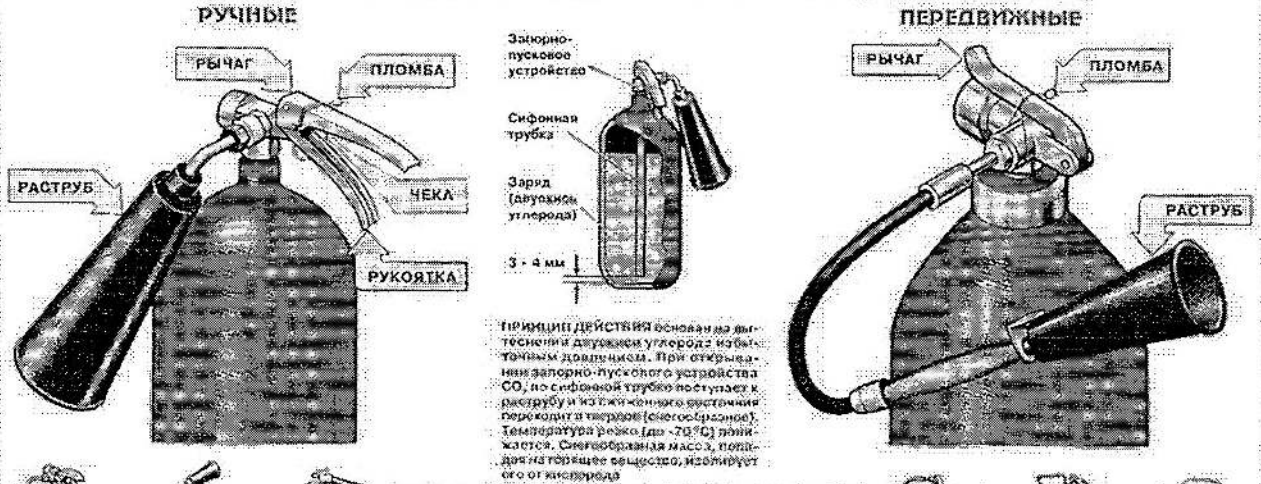 РУЧНЫЕ
РЫЧАГ
ПЛОМБА
РАСТРУБ
ЧЕКА
РУКОЯТКА
Запорно-
пусковое
устройство
Сифонная
трубка
Заряд
(двуокись
углерода)
3 - 4 мм
ПРИНЦИП ДЕЙСТВИЯ основан на вы-
теснении двуокиси углерода избы-
точным давлением. При открыва-
нии запорно-пускового устройства
CO₂ по сифонной трубке поступает к
раструбу и из сжиженного состояния
переходит в твердое (снегообразное).
Температура резко (до -70°C) пони-
жается. Снегообразная масса, попа-
дая на горящее вещество, изолирует
его от кислорода
ПЕРЕДВИЖНЫЕ
РЫЧАГ
ПЛОМБА
РАСТРУБ